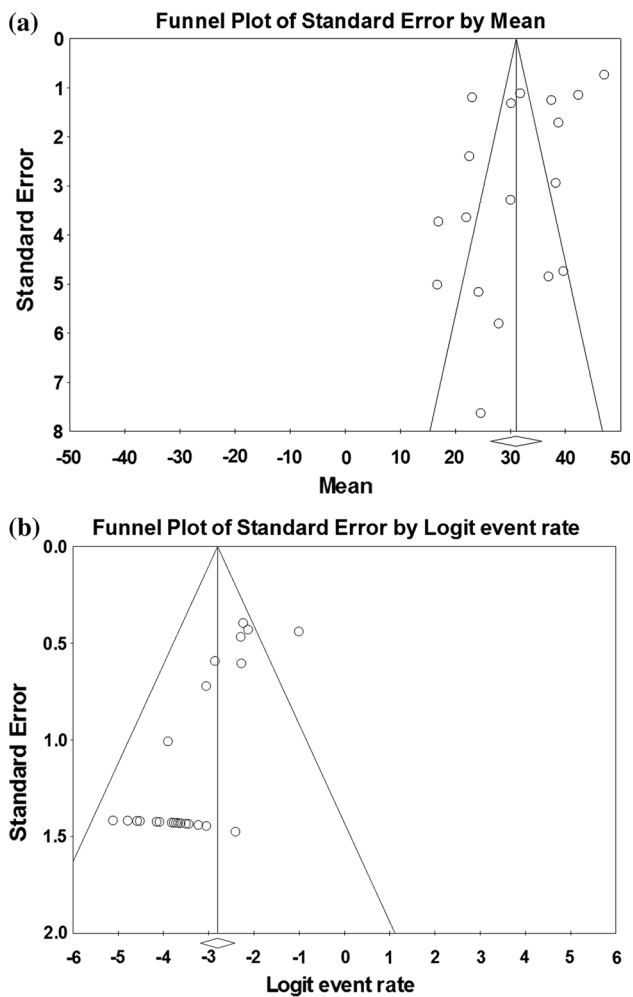 (a)
Funnel Plot of Standard Error by Mean
Standard Error
0
1
2
3
4
5
6
7
8
-50 -40 -30 -20 -20 -10 0 10 20 30 40 50
Mean
(b)
Funnel Plot of Standard Error by Logit event rate
Standard Error
0.0
0.5
1.0
1.5
2.0
-6 -5 -4 -3 -2 -1 0 1 2 3 4 5 6
Logit event rate